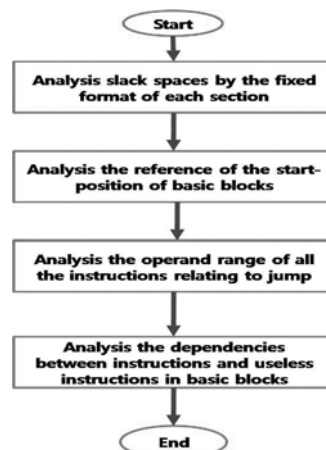 Start
Analysis slack spaces by the fixed
format of each section
Analysis the reference of the start-
position of basic blocks
Analysis the operand range of all
the instructions relating to jump
Analysis the dependencies
between instructions and useless
instructions in basic blocks
End